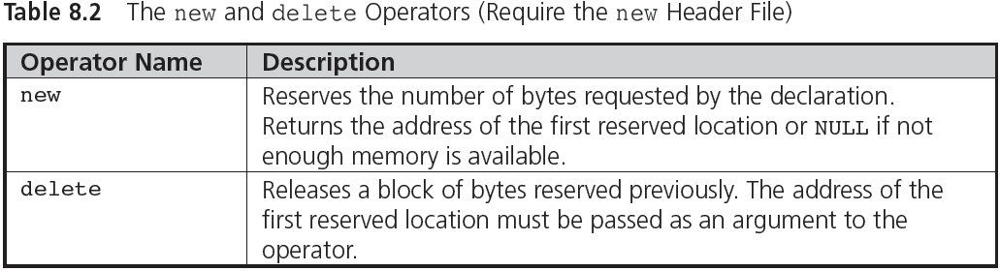 Table 8.2 The new and delete Operators (Require the new Header File)
Operator Name Description
new Reserves the number of bytes requested by the declaration.
Returns the address of the first reserved location or NULL if not
enough memory is available.
delete Releases a block of bytes reserved previously. The address of the
first reserved location must be passed as an argument to the
operator.